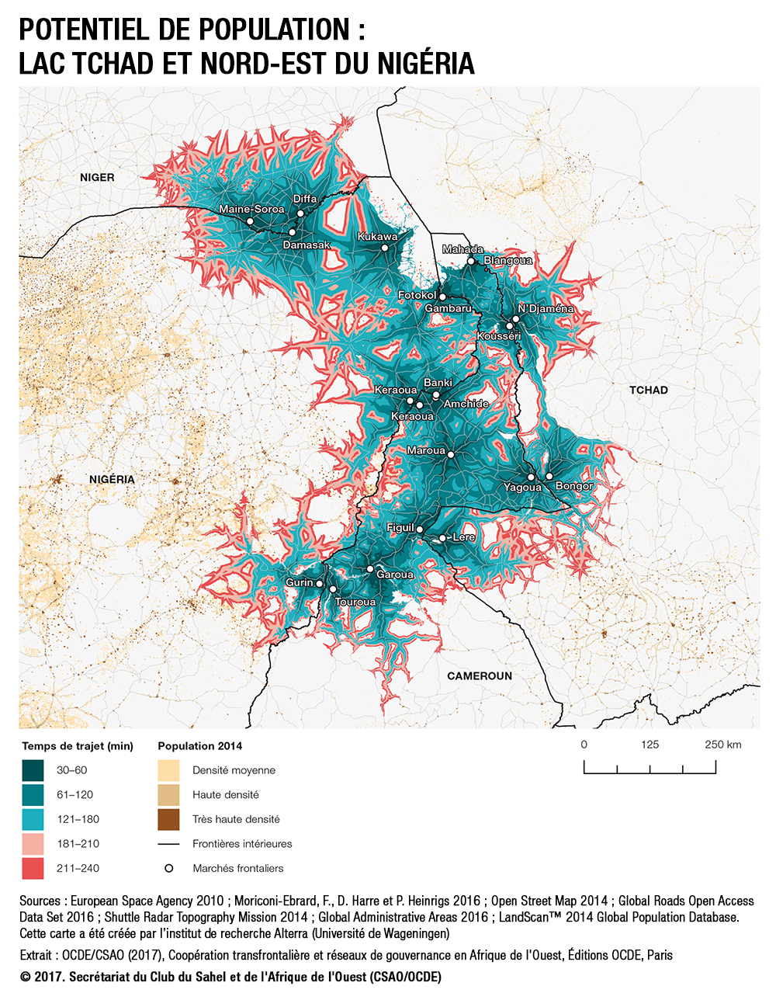 POTENTIEL DE POPULATION :
LAC TCHAD ET NORD-EST DU NIGÉRIA
NIGER
Diffa
Maine-Soroa
Damasak
Kukawa
Mahada
Blangoua
Fotokol
Gambaru
N'Djaména
Kousséri
TCHAD
Banki
Keraoua
Amchide
Keraoua
Maroua
NIGÉRIA
Yagoua
Bongor
Figuil
Lere
Garoua
Gurin
Touroua
CAMEROUN
Temps de trajet (min)
30–60
61–120
121–180
181–210
211–240
Population 2014
Densité moyenne
Haute densité
Très haute densité
Frontières intérieures
Marchés frontaliers
0 125 250 km
Sources : European Space Agency 2010 ; Moriconi-Ebrard, F., D. Harre et P. Heinrigs 2016 ; Open Street Map 2014 ; Global Roads Open Access
Data Set 2016 ; Shuttle Radar Topography Mission 2014 ; Global Administrative Areas 2016 ; LandScan™ 2014 Global Population Database.
Cette carte a été créée par l'institut de recherche Alterra (Université de Wageningen)
Extrait : OCDE/CSAO (2017), Coopération transfrontalière et réseaux de gouvernance en Afrique de l'Ouest, Éditions OCDE, Paris
© 2017. Secrétariat du Club du Sahel et de l'Afrique de l'Ouest (CSAO/OCDE)